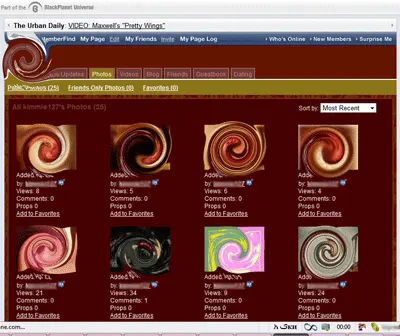 Part of the BlackPlanet Universe
The Urban Daily: VIDEO: Maxwell's "Pretty Wings"
MemberFind My Page Edit My Friends Invite My Page Log › Who's Online › New Members › Surprise Me
Updates Photos Videos Blog Friends Guestbook Dating
Photos (25) Friends Only Photos (0) Favorites (0)
All kimmie127's Photos (25) Sort by: Most Recent
Added
by:
Views: 8
Comments: 0
Props 0
Add to Favorites
Added
by:
Views: 5
Comments: 0
Props: 0
Add to Favorites
Added
by:
Views: 6
Comments: 0
Props: 0
Add to Favorites
Added
by:
Views: 4
Comments: 0
Props 0
Add to Favorites
by:
Views: 21
Comments: 0
Props 0
Add to Favorites
Added
by:
Views: 34
Comments: 1
Props 0
Add to Favorites
Added
by:
Views: 9
Comments: 0
Props 0
Add to Favorites
by:
Views: 29
Comments: 0
Props: 0
Add to Favorites
ne.com... 00:00